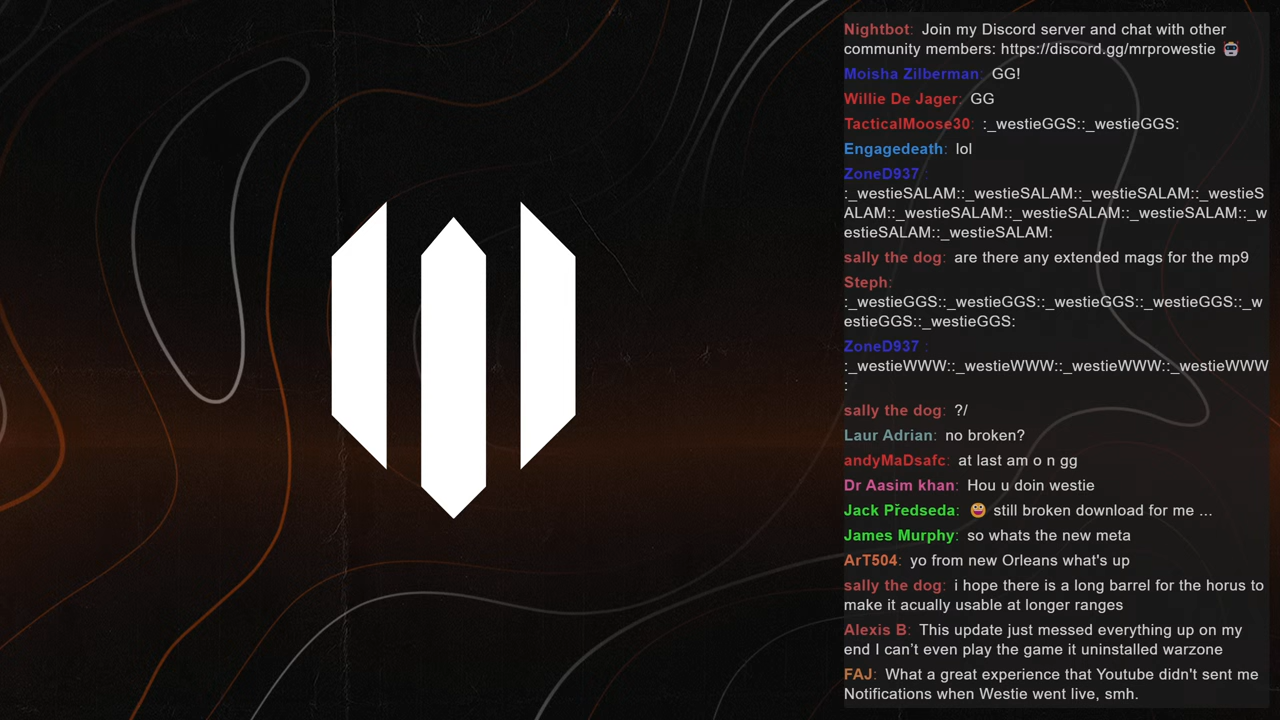 Nightbot: Join my Discord server and chat with other
community members: https://discord.gg/mrprowestie
Moisha Zilberman: GG!
Willie De Jager: GG
TacticalMoose30: :_westieGGS::_westieGGS:
Engagedeath: lol
ZoneD937 :
:_westieSALAM::_westieSALAM::_westieSALAM::_westieS
ALAM::_westieSALAM::_westieSALAM::_westieSALAM::_w
estieSALAM::_westieSALAM:
sally the dog: are there any extended mags for the mp9
Steph:
:_westieGGS::_westieGGS::_westieGGS::_westieGGS::_w
estieGGS::_westieGGS:
ZoneD937 :
:_westieWWW::_westieWWW::_westieWWW::_westieWWW
:
sally the dog: ?/
Laur Adrian: no broken?
andyMaDsafc: at last am o n gg
Dr Aasim khan: Hou u doin westie
Jack Předseda: still broken download for me ...
James Murphy: so whats the new meta
ArT504: yo from new Orleans what's up
sally the dog: i hope there is a long barrel for the horus to
make it acually usable at longer ranges
Alexis B: This update just messed everything up on my
end I can’t even play the game it uninstalled warzone
FAJ: What a great experience that Youtube didn't sent me
Notifications when Westie went live, smh.